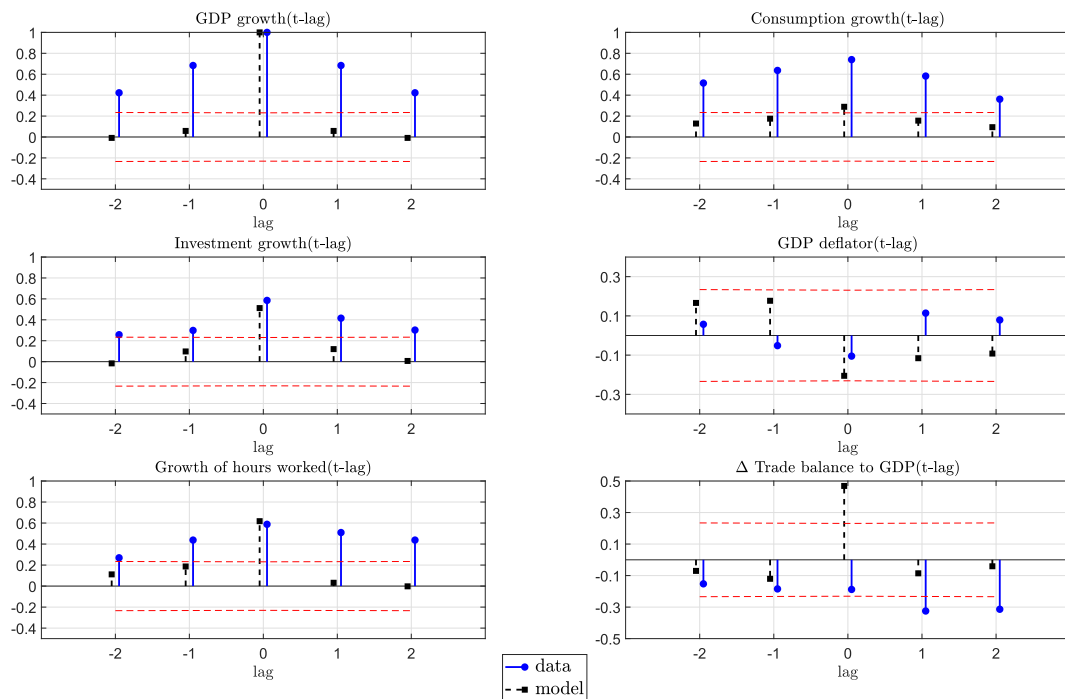 GDP growth(t-lag)
1
0.8
0.6
0.4
0.2
0
-0.2
-0.4
-2 -1 0 1 2
lag
Consumption growth(t-lag)
1
0.8
0.6
0.4
0.2
0
-0.2
-0.4
-2 -1 0 1 2
lag
Investment growth(t-lag)
1
0.8
0.6
0.4
0.2
0
-0.2
-0.4
-2 -1 0 1 2
lag
GDP deflator(t-lag)
0.3
0.1
-0.1
-0.3
-2 -1 0 1 2
lag
Growth of hours worked(t-lag)
1
0.8
0.6
0.4
0.2
0
-0.2
-0.4
-2 -1 0 1 2
lag
Δ Trade balance to GDP(t-lag)
0.5
0.3
0.1
-0.1
-0.3
-0.5
-2 -1 0 1 2
lag
data
model